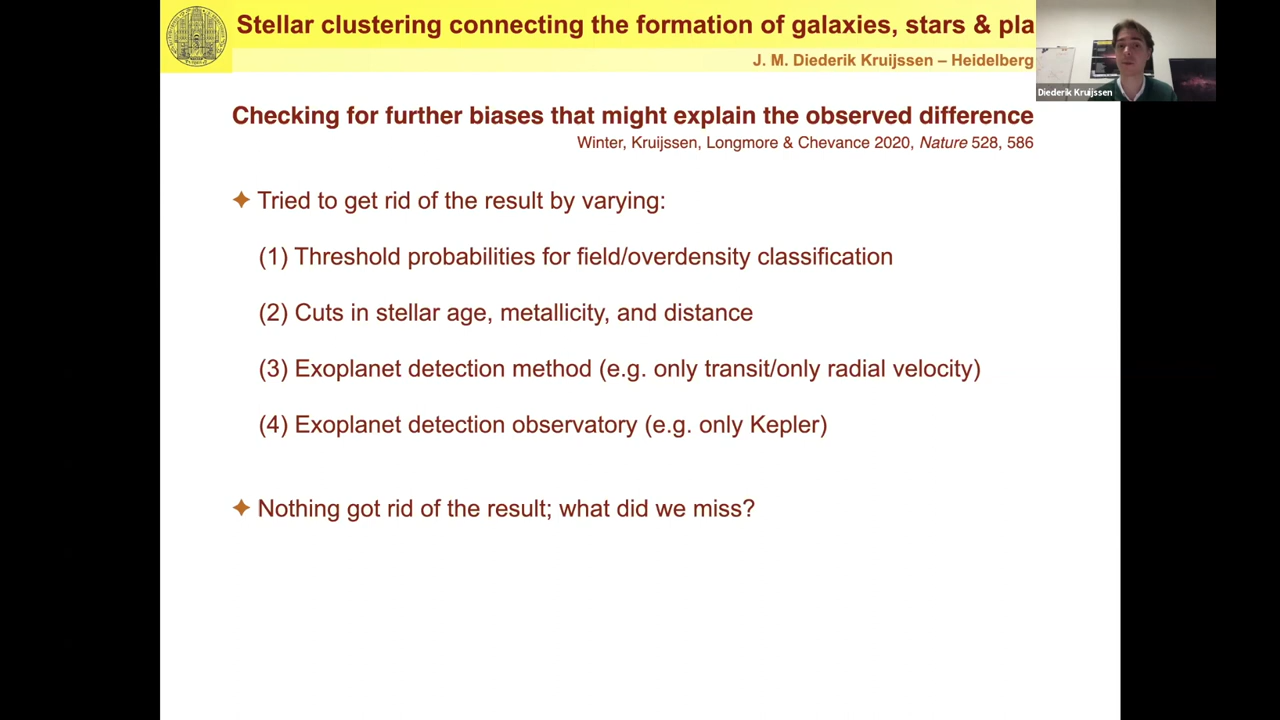 Stellar clustering connecting the formation of galaxies, stars & pla
J. M. Diederik Kruijssen – Heidelberg
Diederik Kruijssen
Checking for further biases that might explain the observed difference
Winter, Kruijssen, Longmore & Chevance 2020, Nature 528, 586
✦ Tried to get rid of the result by varying:
(1) Threshold probabilities for field/overdensity classification
(2) Cuts in stellar age, metallicity, and distance
(3) Exoplanet detection method (e.g. only transit/only radial velocity)
(4) Exoplanet detection observatory (e.g. only Kepler)
✦ Nothing got rid of the result; what did we miss?